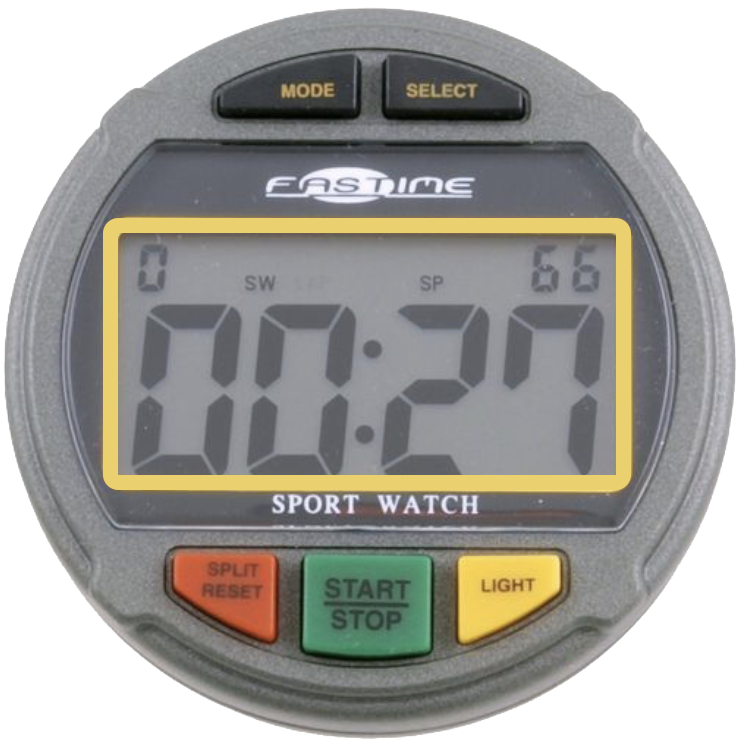 MODE SELECT
FASTIME
0 66
SW SP
00:27
SPORT WATCH
SPLIT
RESET
START
STOP
LIGHT